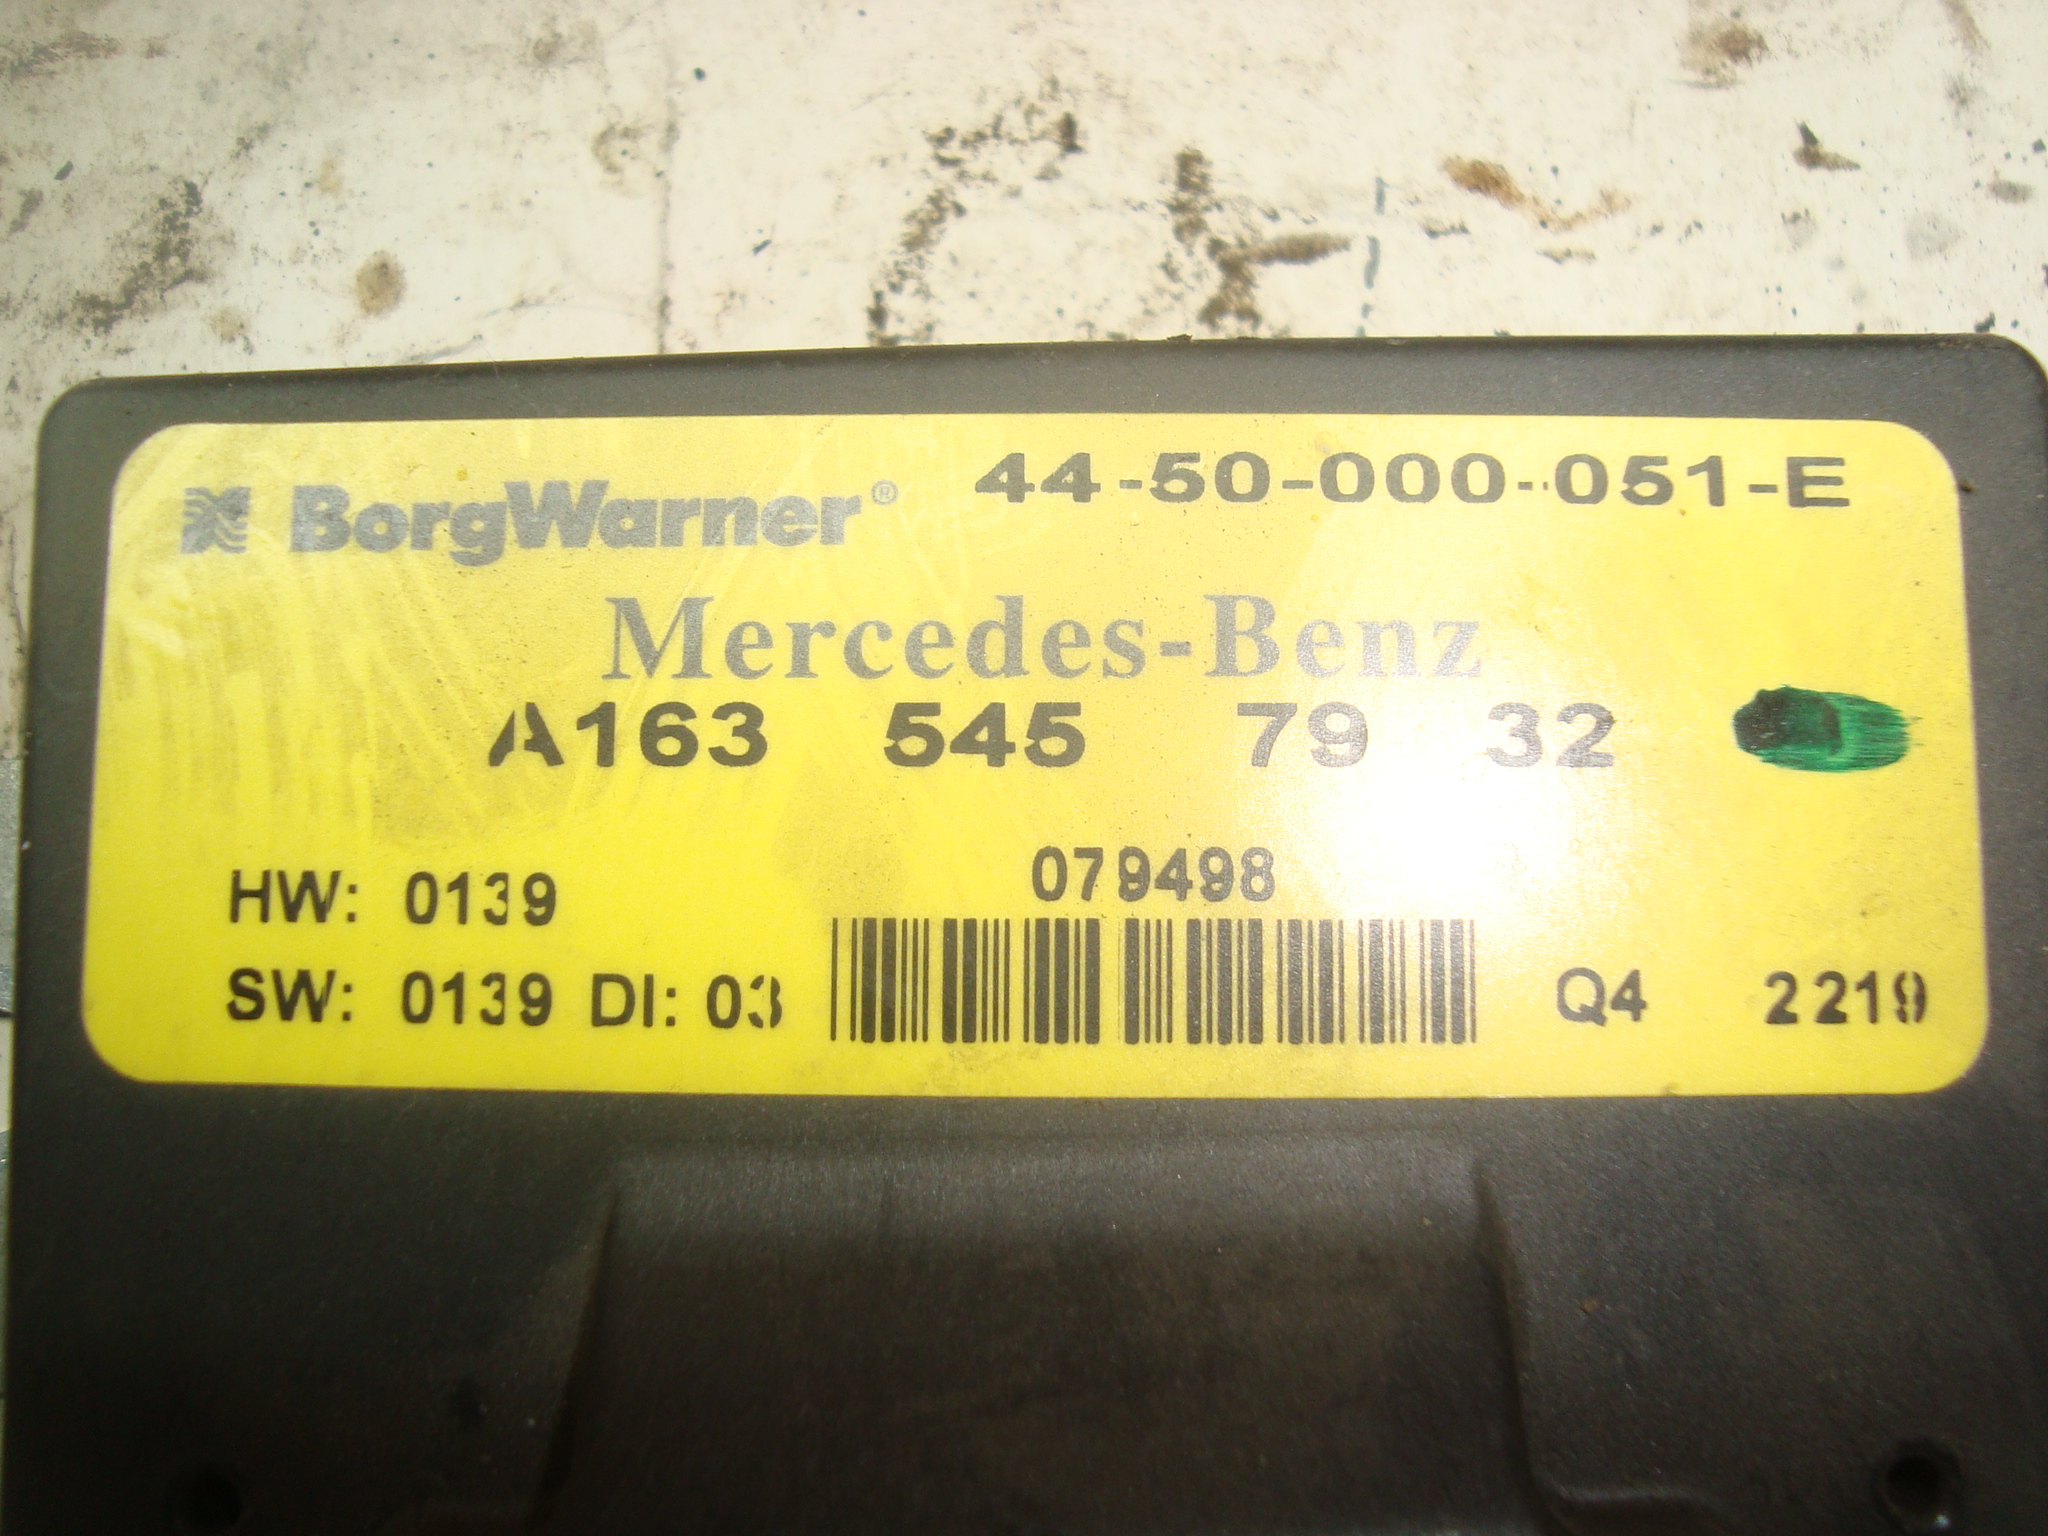 BorgWarner® 44-50-000-051-E
Mercedes-Benz
A163 545 79 32
079498
HW: 0139
SW: 0139 DI: 03 Q4 2219